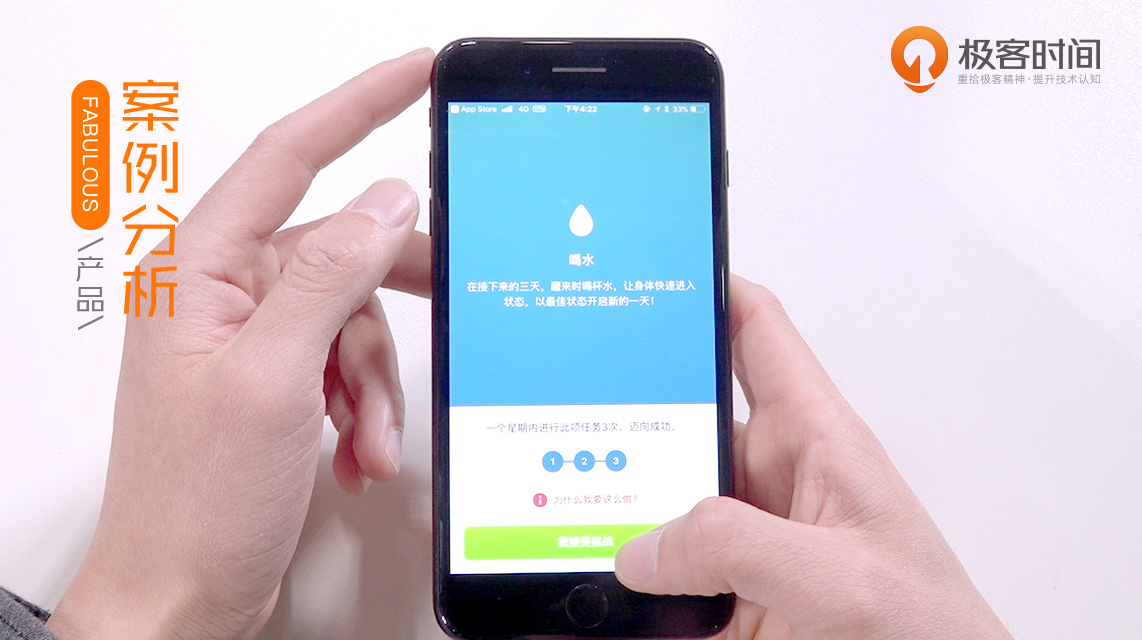 案例分析
FABULOUS
\产品\
极客时间
重拾极客精神·提升技术认知
App Store 4G 下午4:22 33%
喝水
在接下来的三天，醒来时喝杯水，让身体快速进入
状态，以最佳状态开启新的一天！
一个星期内进行此项任务3次，迈向成功。
1 2 3
为什么我要这么做?
我接受挑战